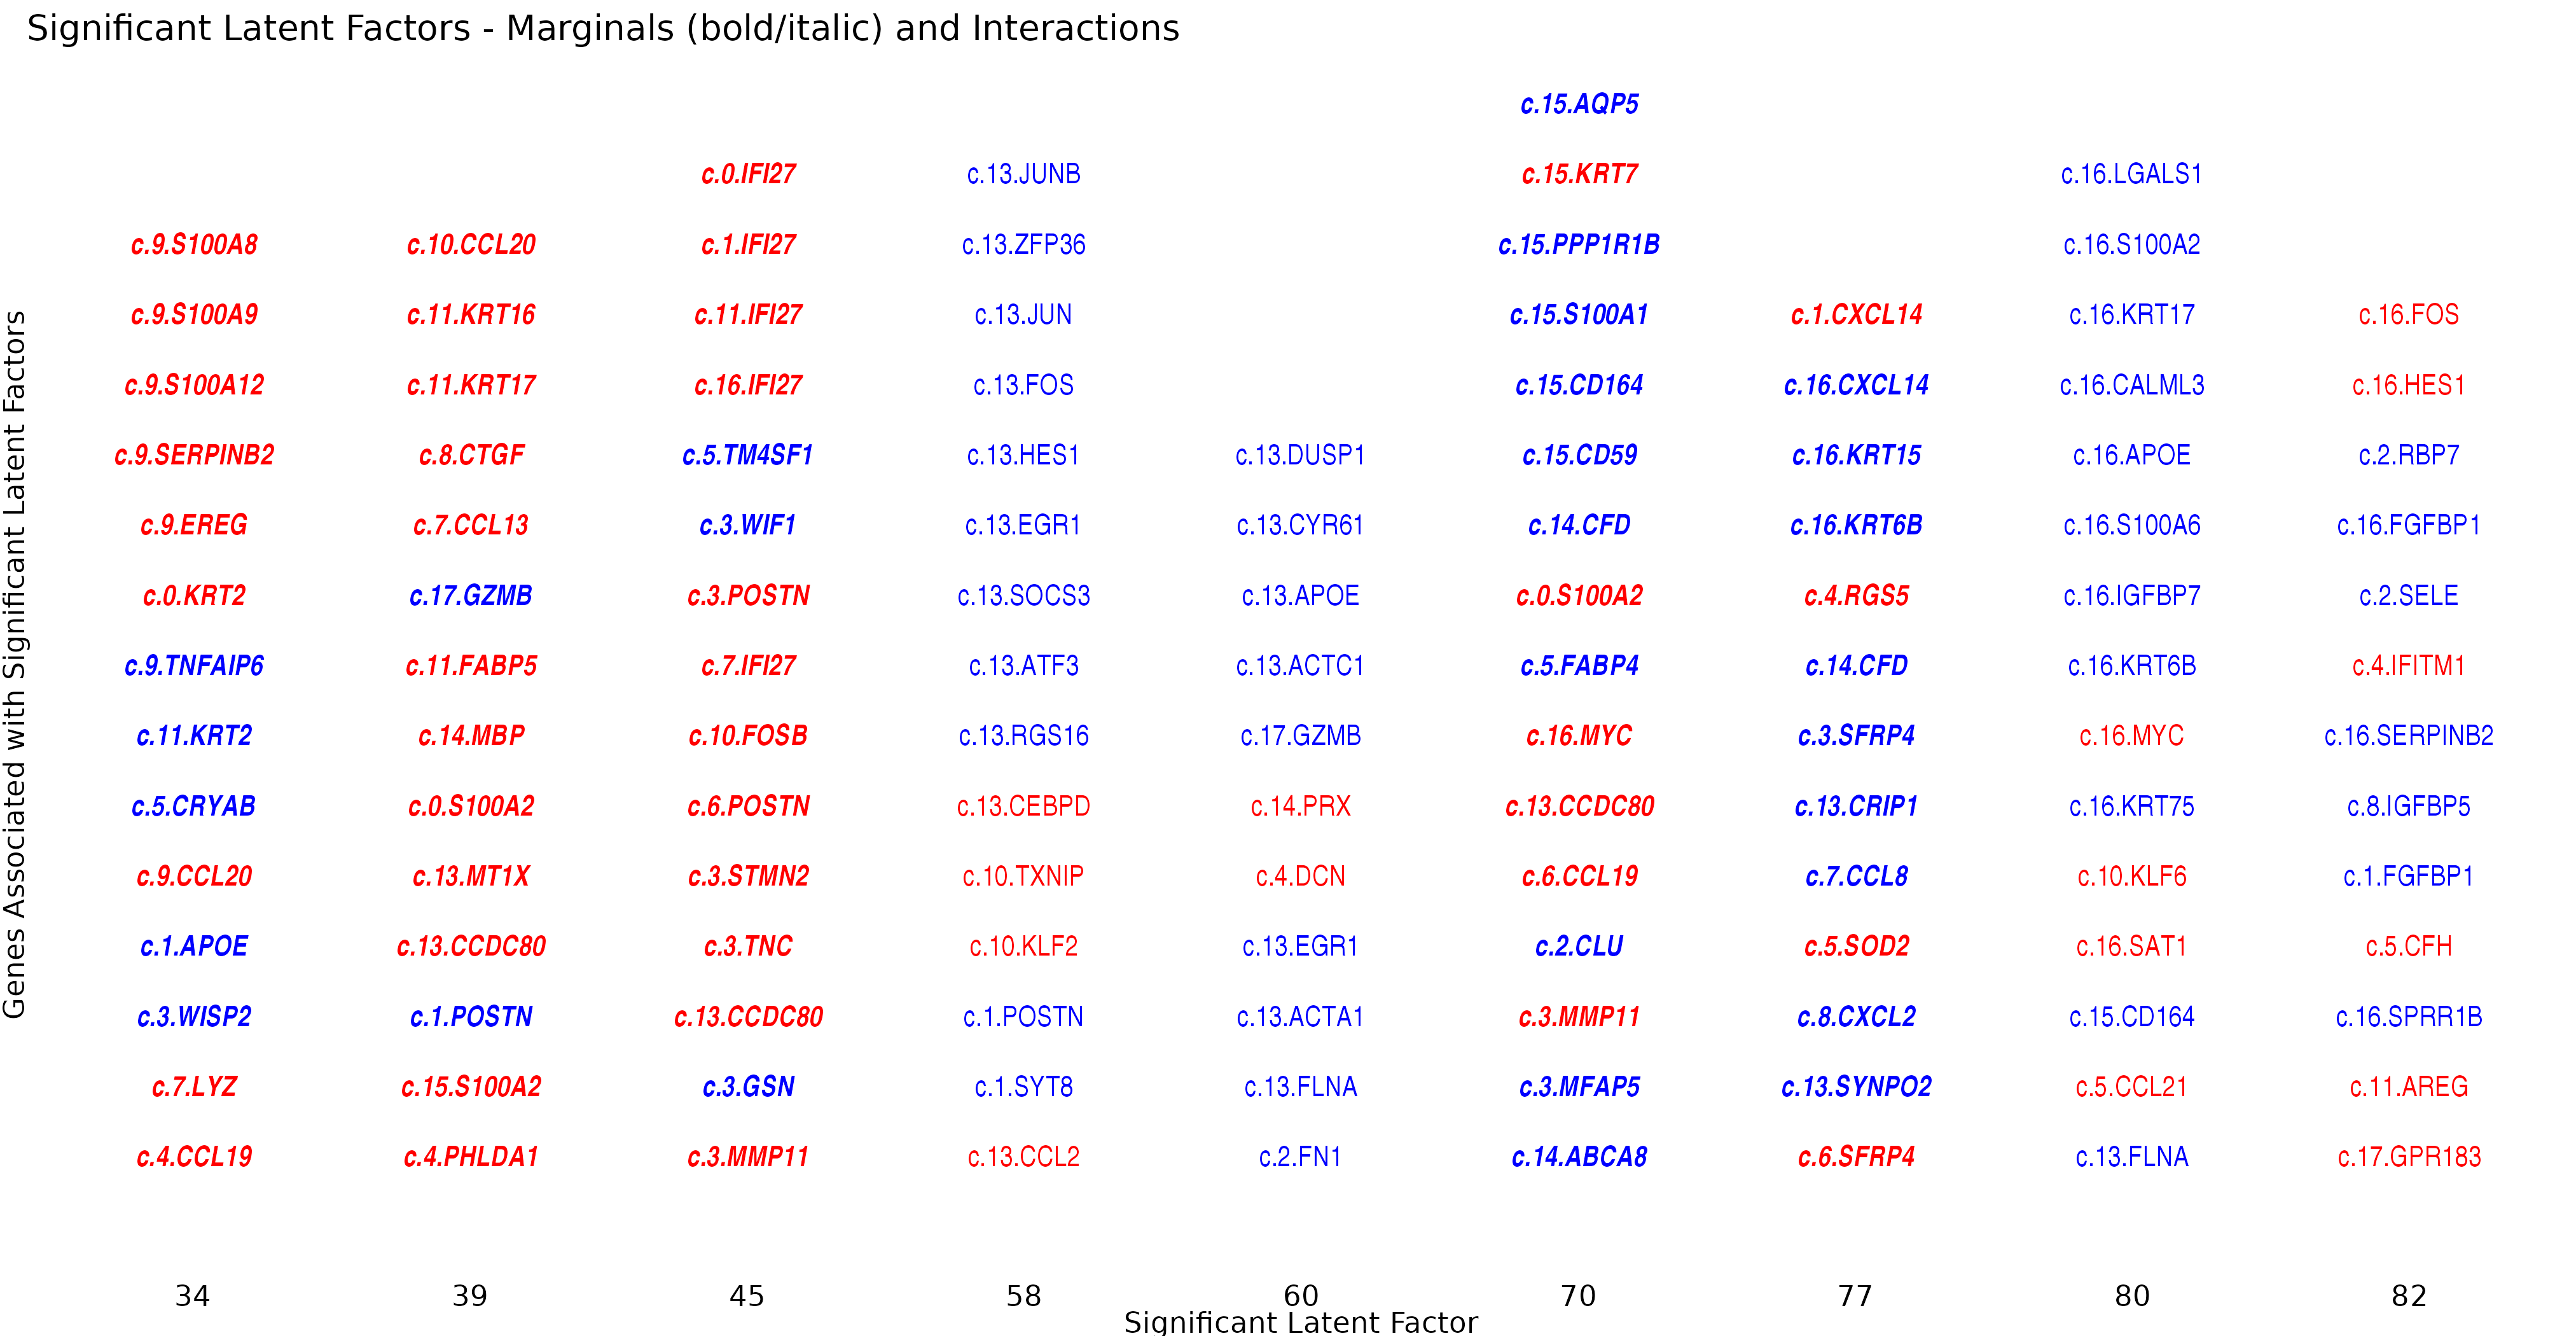 Significant Latent Factors - Marginals (bold/italic) and Interactions
Genes Associated with Significant Latent Factors
c.15.AQP5
c.0.IFI27 c.13.JUNB c.15.KRT7 c.16.LGALS1
c.9.S100A8 c.10.CCL20 c.1.IFI27 c.13.ZFP36 c.15.PPP1R1B c.16.S100A2
c.9.S100A9 c.11.KRT16 c.11.IFI27 c.13.JUN c.15.S100A1 c.1.CXCL14 c.16.KRT17 c.16.FOS
c.9.S100A12 c.11.KRT17 c.16.IFI27 c.13.FOS c.15.CD164 c.16.CXCL14 c.16.CALML3 c.16.HES1
c.9.SERPINB2 c.8.CTGF c.5.TM4SF1 c.13.HES1 c.13.DUSP1 c.15.CD59 c.16.KRT15 c.16.APOE c.2.RBP7
c.9.EREG c.7.CCL13 c.3.WIF1 c.13.EGR1 c.13.CYR61 c.14.CFD c.16.KRT6B c.16.S100A6 c.16.FGFBP1
c.0.KRT2 c.17.GZMB c.3.POSTN c.13.SOCS3 c.13.APOE c.0.S100A2 c.4.RGS5 c.16.IGFBP7 c.2.SELE
c.9.TNFAIP6 c.11.FABP5 c.7.IFI27 c.13.ATF3 c.13.ACTC1 c.5.FABP4 c.14.CFD c.16.KRT6B c.4.IFITM1
c.11.KRT2 c.14.MBP c.10.FOSB c.13.RGS16 c.17.GZMB c.16.MYC c.3.SFRP4 c.16.MYC c.16.SERPINB2
c.5.CRYAB c.0.S100A2 c.6.POSTN c.13.CEBPD c.14.PRX c.13.CCDC80 c.13.CRIP1 c.16.KRT75 c.8.IGFBP5
c.9.CCL20 c.13.MT1X c.3.STMN2 c.10.TXNIP c.4.DCN c.6.CCL19 c.7.CCL8 c.10.KLF6 c.1.FGFBP1
c.1.APOE c.13.CCDC80 c.3.TNC c.10.KLF2 c.13.EGR1 c.2.CLU c.5.SOD2 c.16.SAT1 c.5.CFH
c.3.WISP2 c.1.POSTN c.13.CCDC80 c.1.POSTN c.13.ACTA1 c.3.MMP11 c.8.CXCL2 c.15.CD164 c.16.SPRR1B
c.7.LYZ c.15.S100A2 c.3.GSN c.1.SYT8 c.13.FLNA c.3.MFAP5 c.13.SYNPO2 c.5.CCL21 c.11.AREG
c.4.CCL19 c.4.PHLDA1 c.3.MMP11 c.13.CCL2 c.2.FN1 c.14.ABCA8 c.6.SFRP4 c.13.FLNA c.17.GPR183
34 39 45 58 60 70 77 80 82
Significant Latent Factor